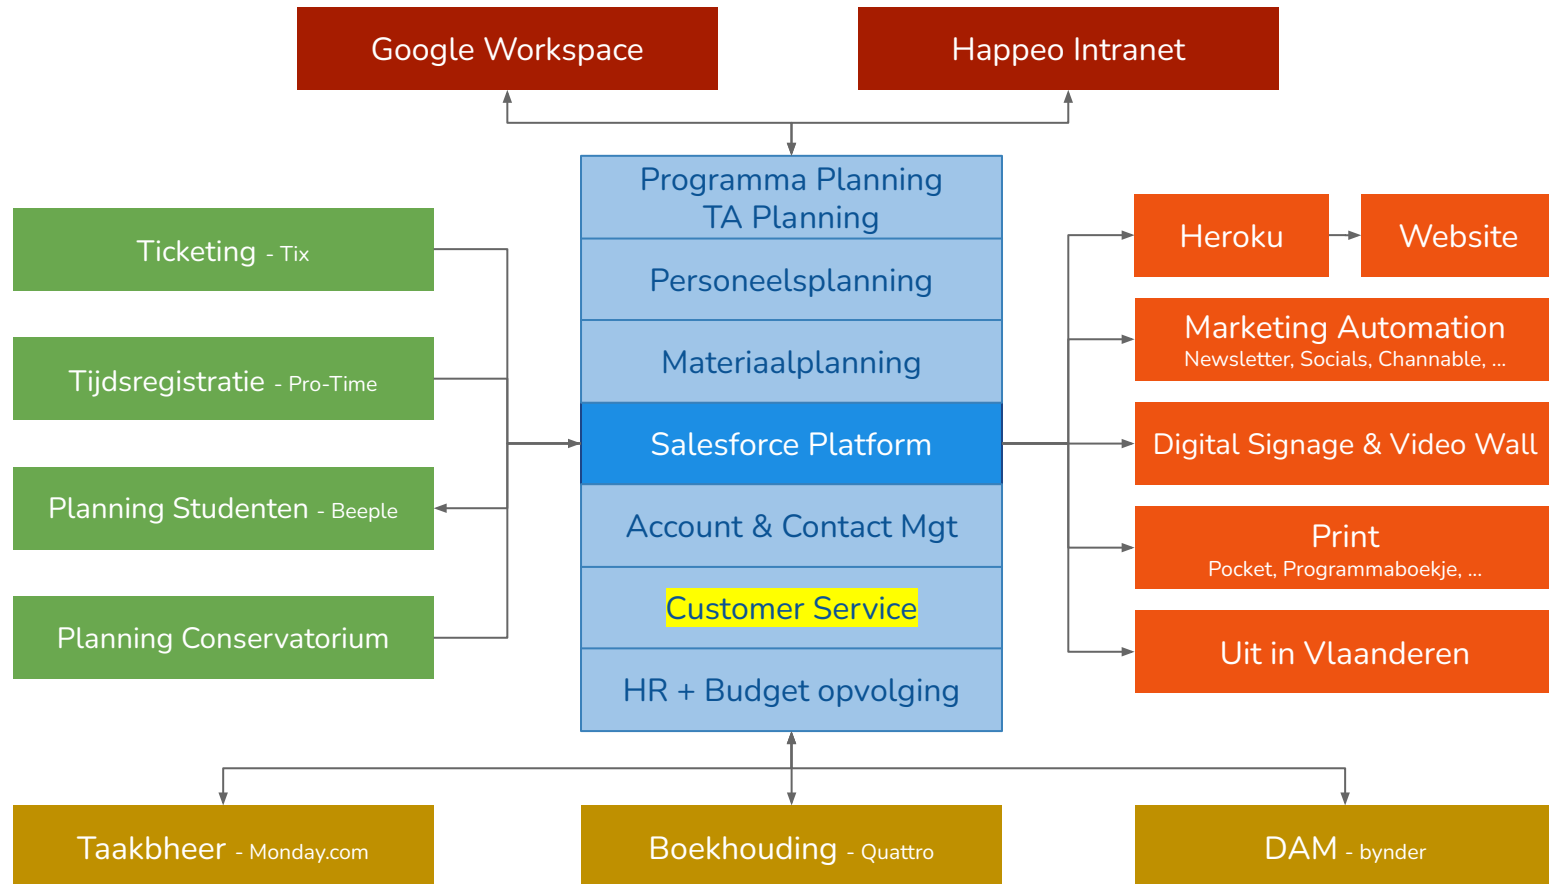 Google Workspace
Happeo Intranet
Programma Planning
TA Planning
Personeelsplanning
Materiaalplanning
Salesforce Platform
Account & Contact Mgt
Customer Service
HR + Budget opvolging
Ticketing - Tix
Tijdsregistratie - Pro-Time
Planning Studenten - Beeple
Planning Conservatorium
Heroku
Website
Marketing Automation
Newsletter, Socials, Channable, ...
Digital Signage & Video Wall
Print
Pocket, Programmaboekje, ...
Uit in Vlaanderen
Taakbheer - Monday.com
Boekhouding - Quattro
DAM - bynder